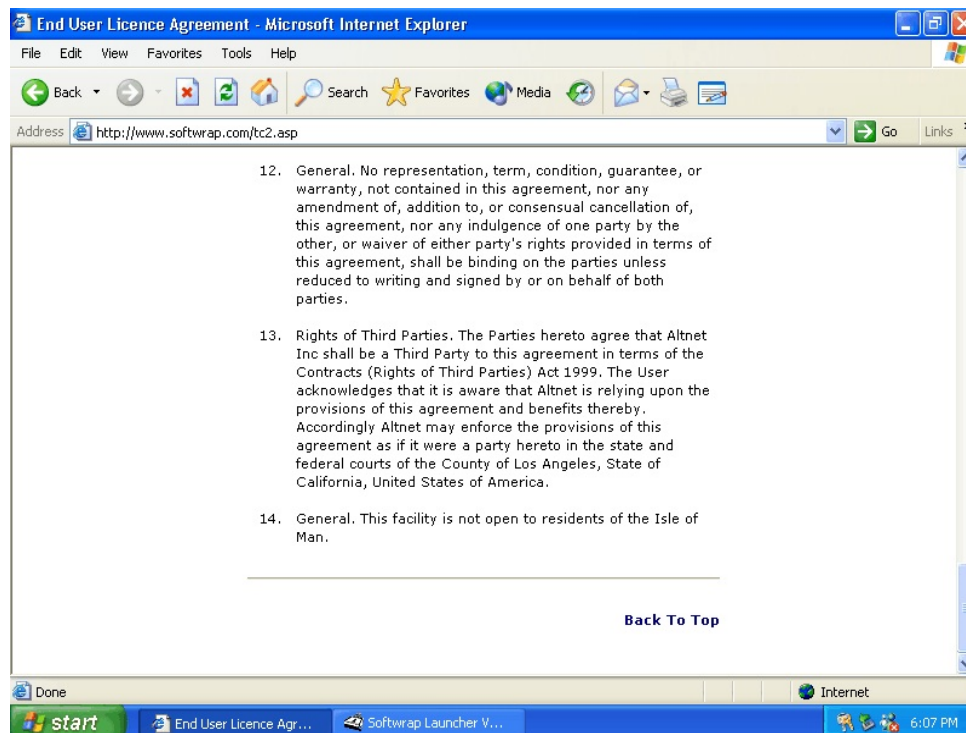 End User Licence Agreement - Microsoft Internet Explorer
File Edit View Favorites Tools Help
Back Search Favorites Media
Address http://www.softwrap.com/tc2.asp Go Links
12. General. No representation, term, condition, guarantee, or
warranty, not contained in this agreement, nor any
amendment of, addition to, or consensual cancellation of,
this agreement, nor any indulgence of one party by the
other, or waiver of either party's rights provided in terms of
this agreement, shall be binding on the parties unless
reduced to writing and signed by or on behalf of both
parties.
13. Rights of Third Parties. The Parties hereto agree that Altnet
Inc shall be a Third Party to this agreement in terms of the
Contracts (Rights of Third Parties) Act 1999. The User
acknowledges that it is aware that Altnet is relying upon the
provisions of this agreement and benefits thereby.
Accordingly Altnet may enforce the provisions of this
agreement as if it were a party hereto in the state and
federal courts of the County of Los Angeles, State of
California, United States of America.
14. General. This facility is not open to residents of the Isle of
Man.
Back To Top
Done Internet
start End User Licence Agr... Softwrap Launcher V... 6:07 PM